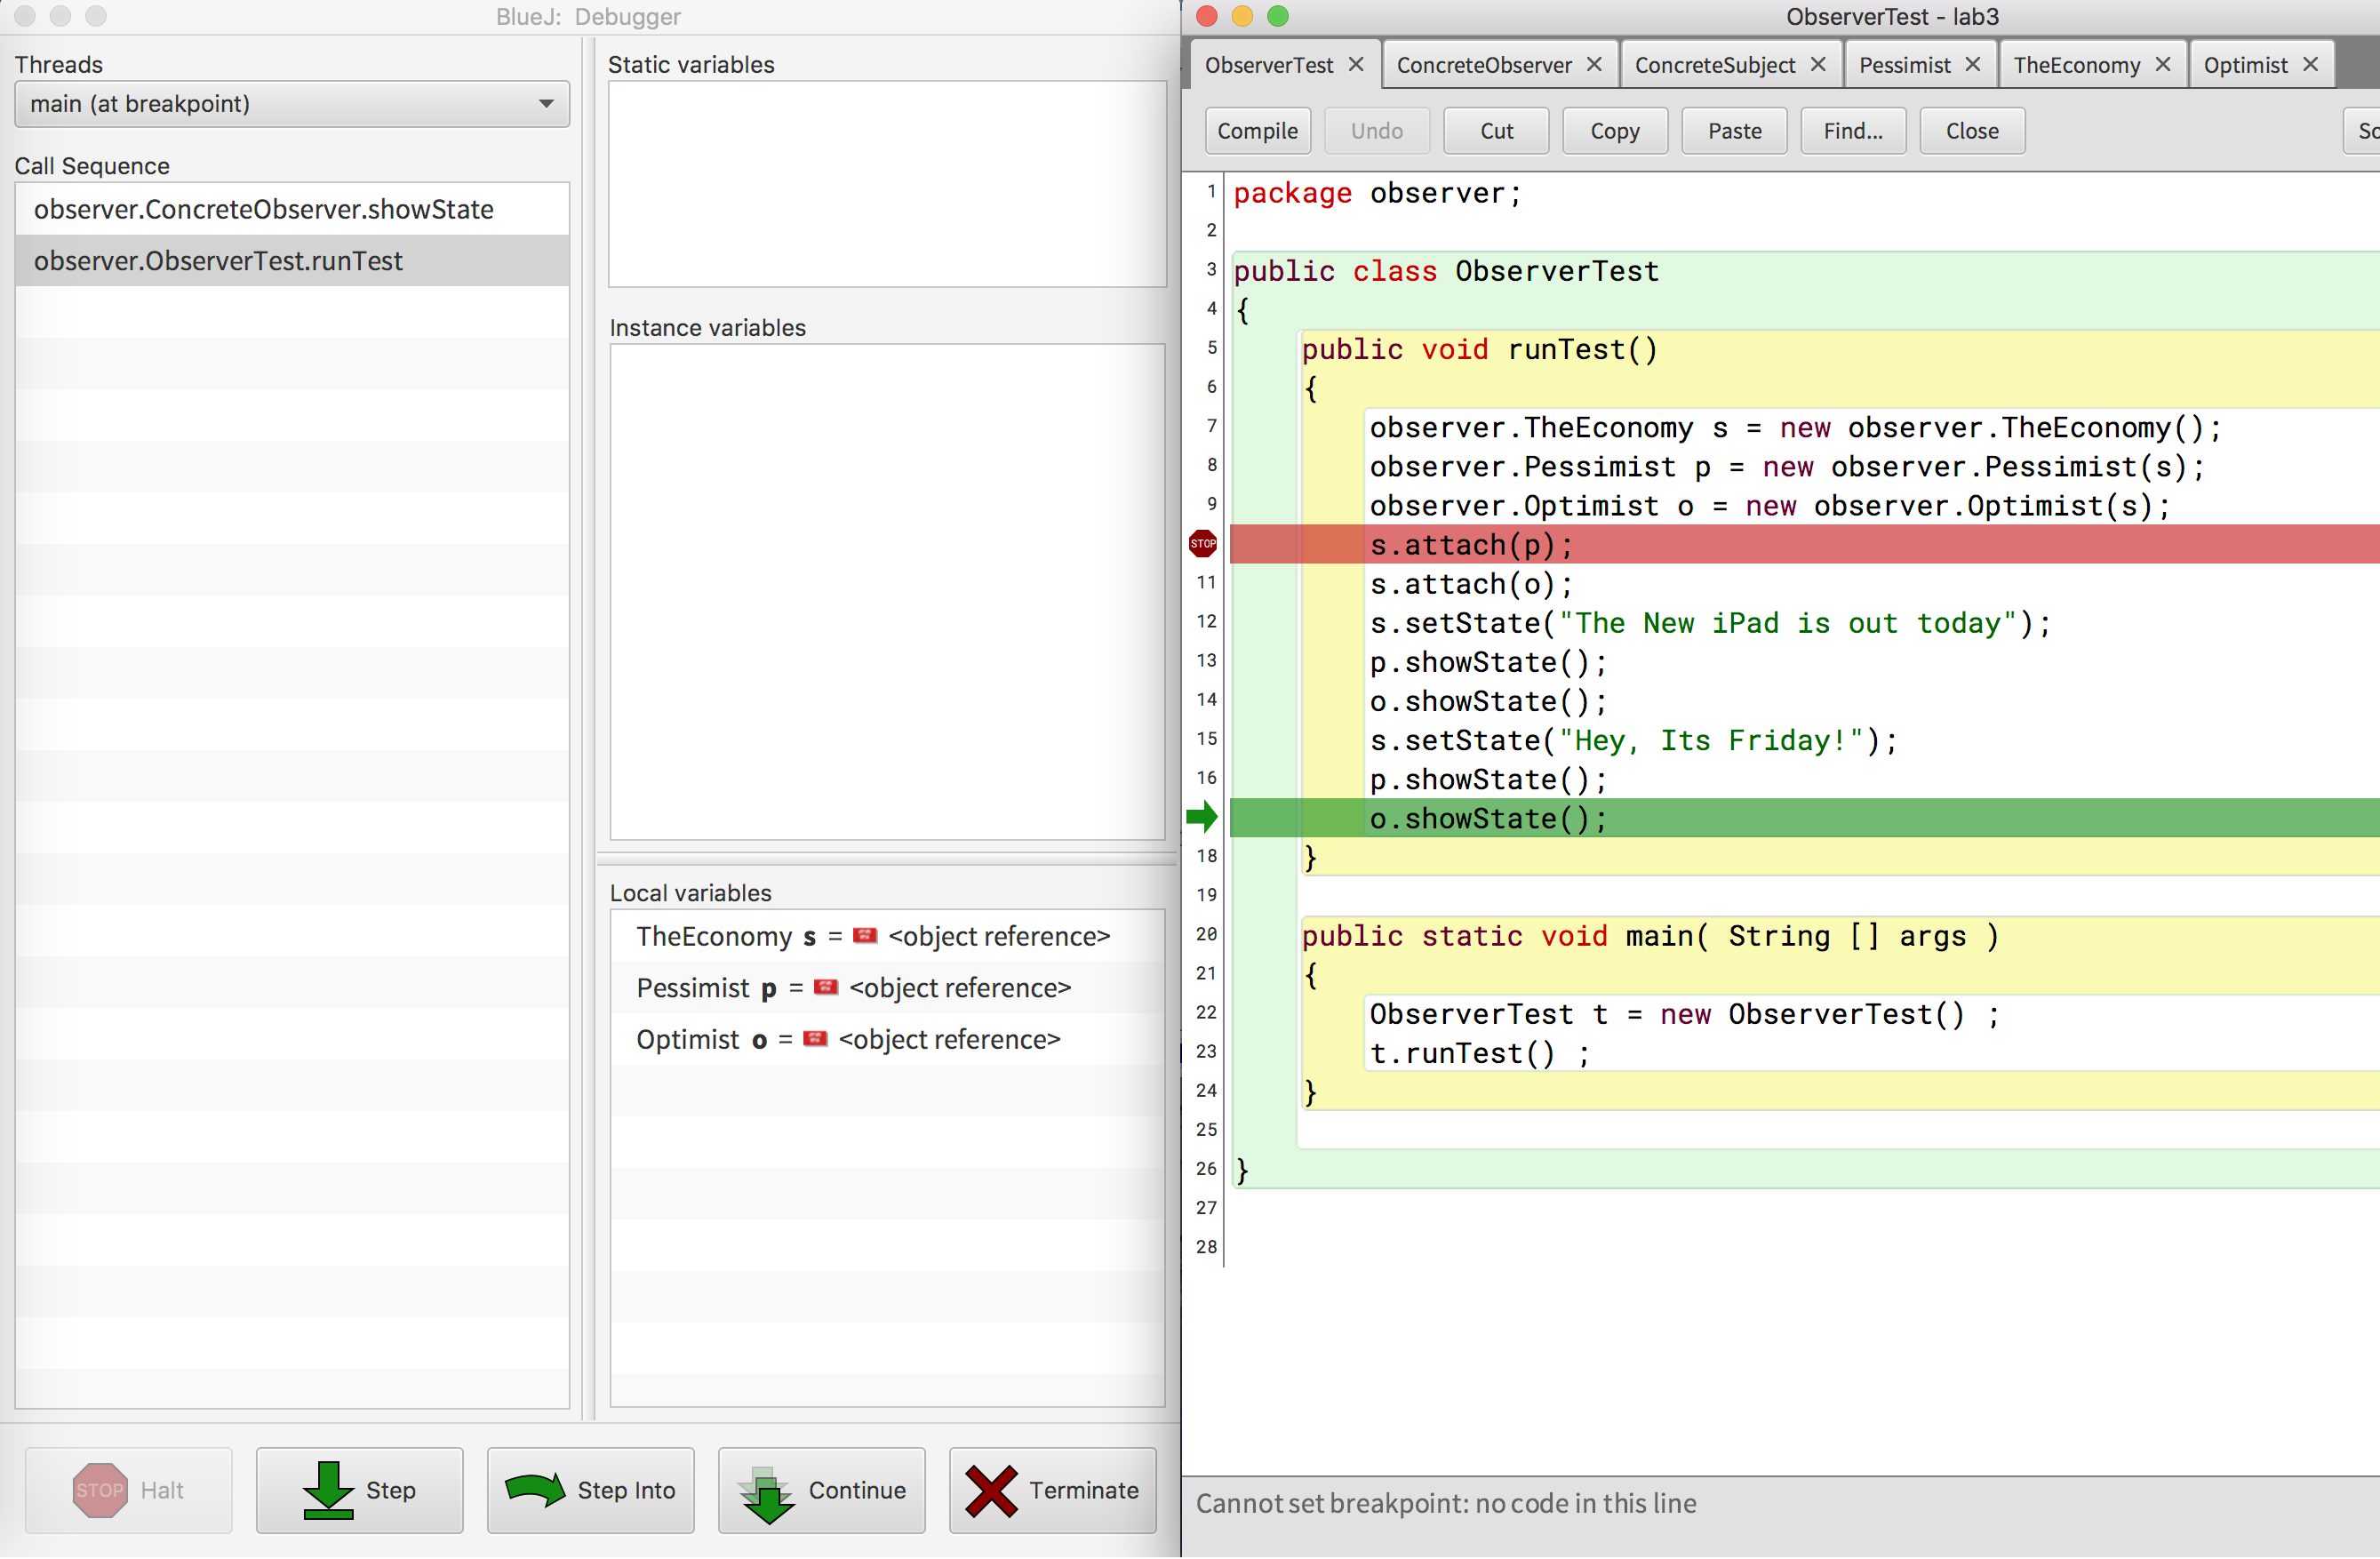 BlueJ: Debugger
Threads
main (at breakpoint)
Call Sequence
observer.ConcreteObserver.showState
observer.ObserverTest.runTest
Static variables
Instance variables
Local variables
TheEconomy s = <object reference>
Pessimist p = <object reference>
Optimist o = <object reference>
STOP Halt
Step
Step Into
Continue
Terminate
ObserverTest - lab3
ObserverTest ConcreteObserver ConcreteSubject Pessimist TheEconomy Optimist
Compile Undo Cut Copy Paste Find... Close
1 package observer;
2
3 public class ObserverTest
4 {
5 public void runTest()
6 {
7 observer.TheEconomy s = new observer.TheEconomy();
8 observer.Pessimist p = new observer.Pessimist(s);
9 observer.Optimist o = new observer.Optimist(s);
STOP s.attach(p);
11 s.attach(o);
12 s.setState("The New iPad is out today");
13 p.showState();
14 o.showState();
15 s.setState("Hey, Its Friday!");
16 p.showState();
o.showState();
18 }
19
20 public static void main( String [] args )
21 {
22 ObserverTest t = new ObserverTest() ;
23 t.runTest() ;
24 }
25
26 }
27
28
Cannot set breakpoint: no code in this line